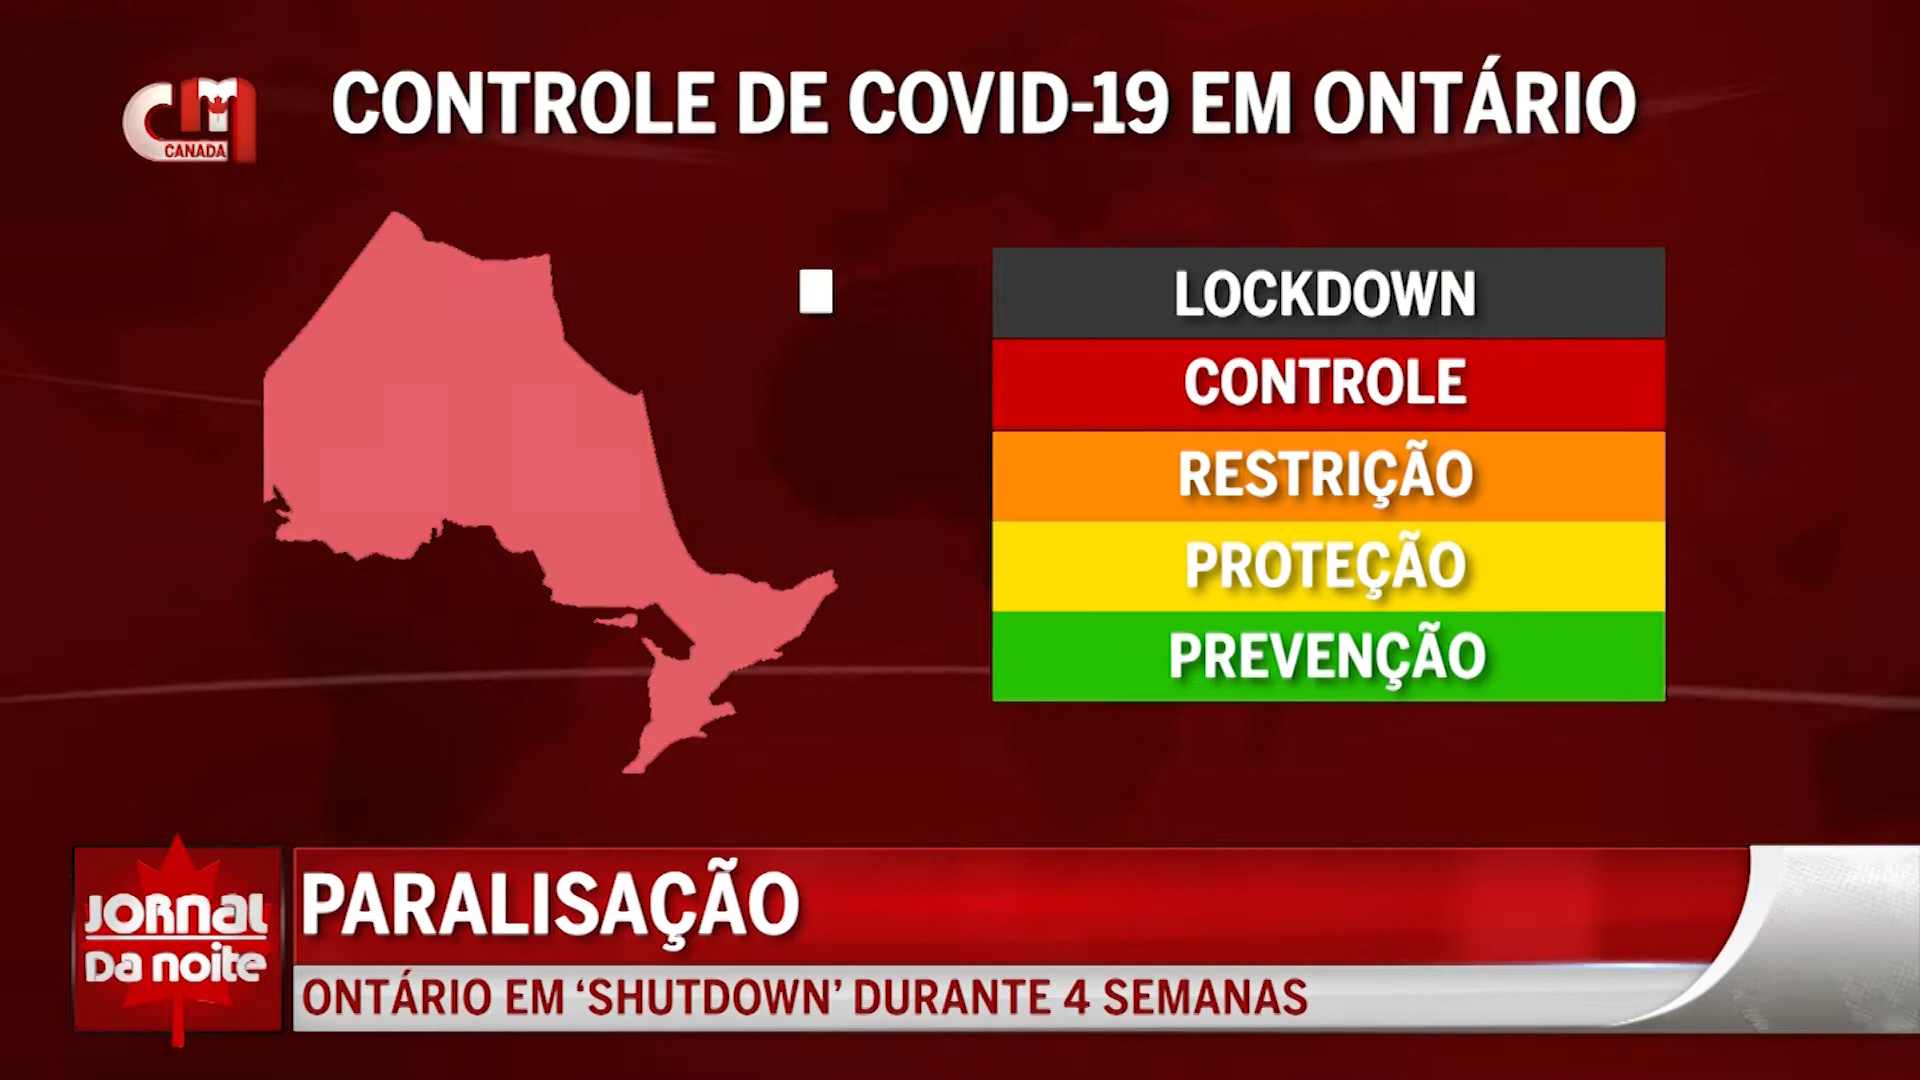 CM
CANADA
CONTROLE DE COVID-19 EM ONTÁRIO
LOCKDOWN
CONTROLE
RESTRIÇÃO
PROTEÇÃO
PREVENÇÃO
JORNAL
DA NOITE
PARALISAÇÃO
ONTÁRIO EM ‘SHUTDOWN’ DURANTE 4 SEMANAS